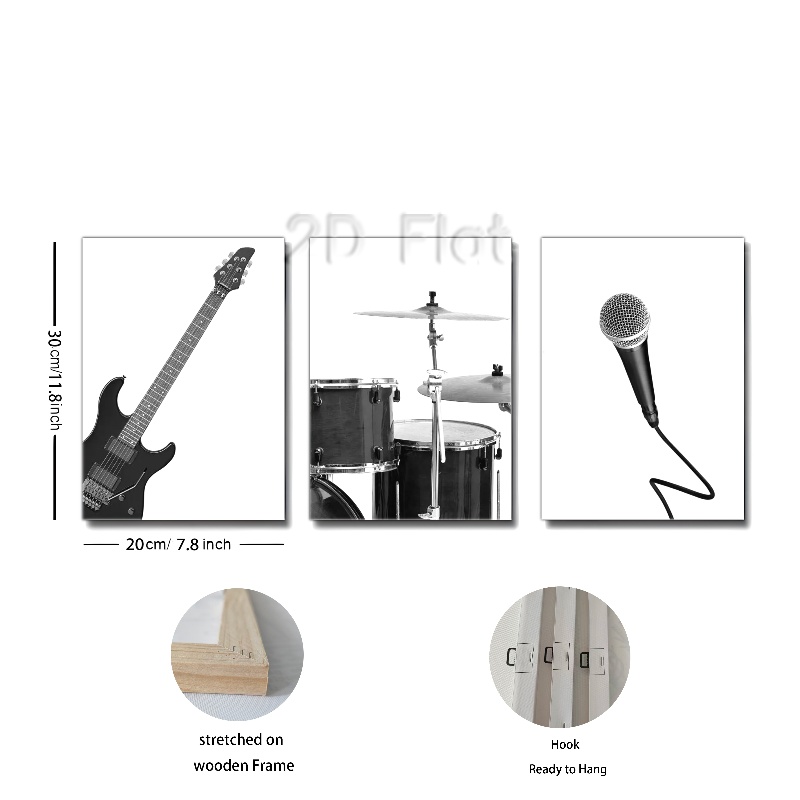 2D Flat
30cm/11.8inch
20cm/ 7.8 inch
stretched on
wooden Frame
Hook
Ready to Hang